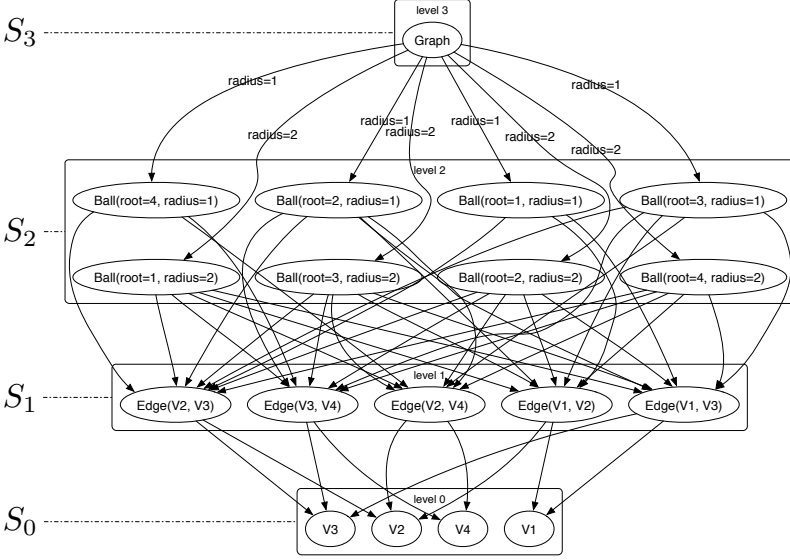 level 3
S3
Graph
radius=1
radius=1
radius=1
radius=1
radius=2
radius=2
radius=2
radius=2
level 2
S2
Ball(root=4, radius=1)
Ball(root=2, radius=1)
Ball(root=1, radius=1)
Ball(root=3, radius=1)
Ball(root=1, radius=2)
Ball(root=3, radius=2)
Ball(root=2, radius=2)
Ball(root=4, radius=2)
level 1
S1
Edge(V2, V3)
Edge(V3, V4)
Edge(V2, V4)
Edge(V1, V2)
Edge(V1, V3)
level 0
S0
V3
V2
V4
V1